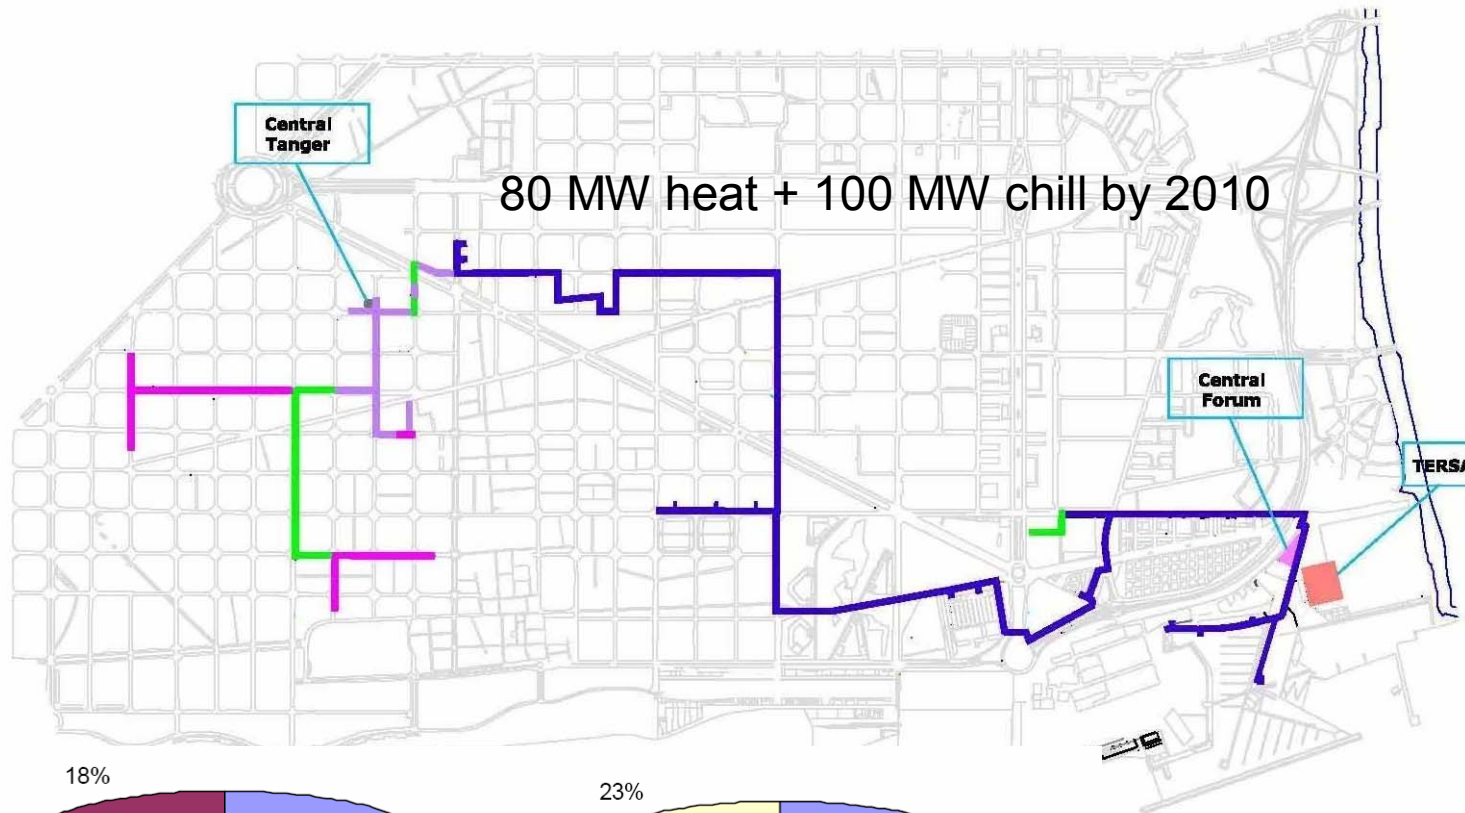 Central
Tanger
80 MW heat + 100 MW chill by 2010
Central
Forum
TERSA
18%
23%